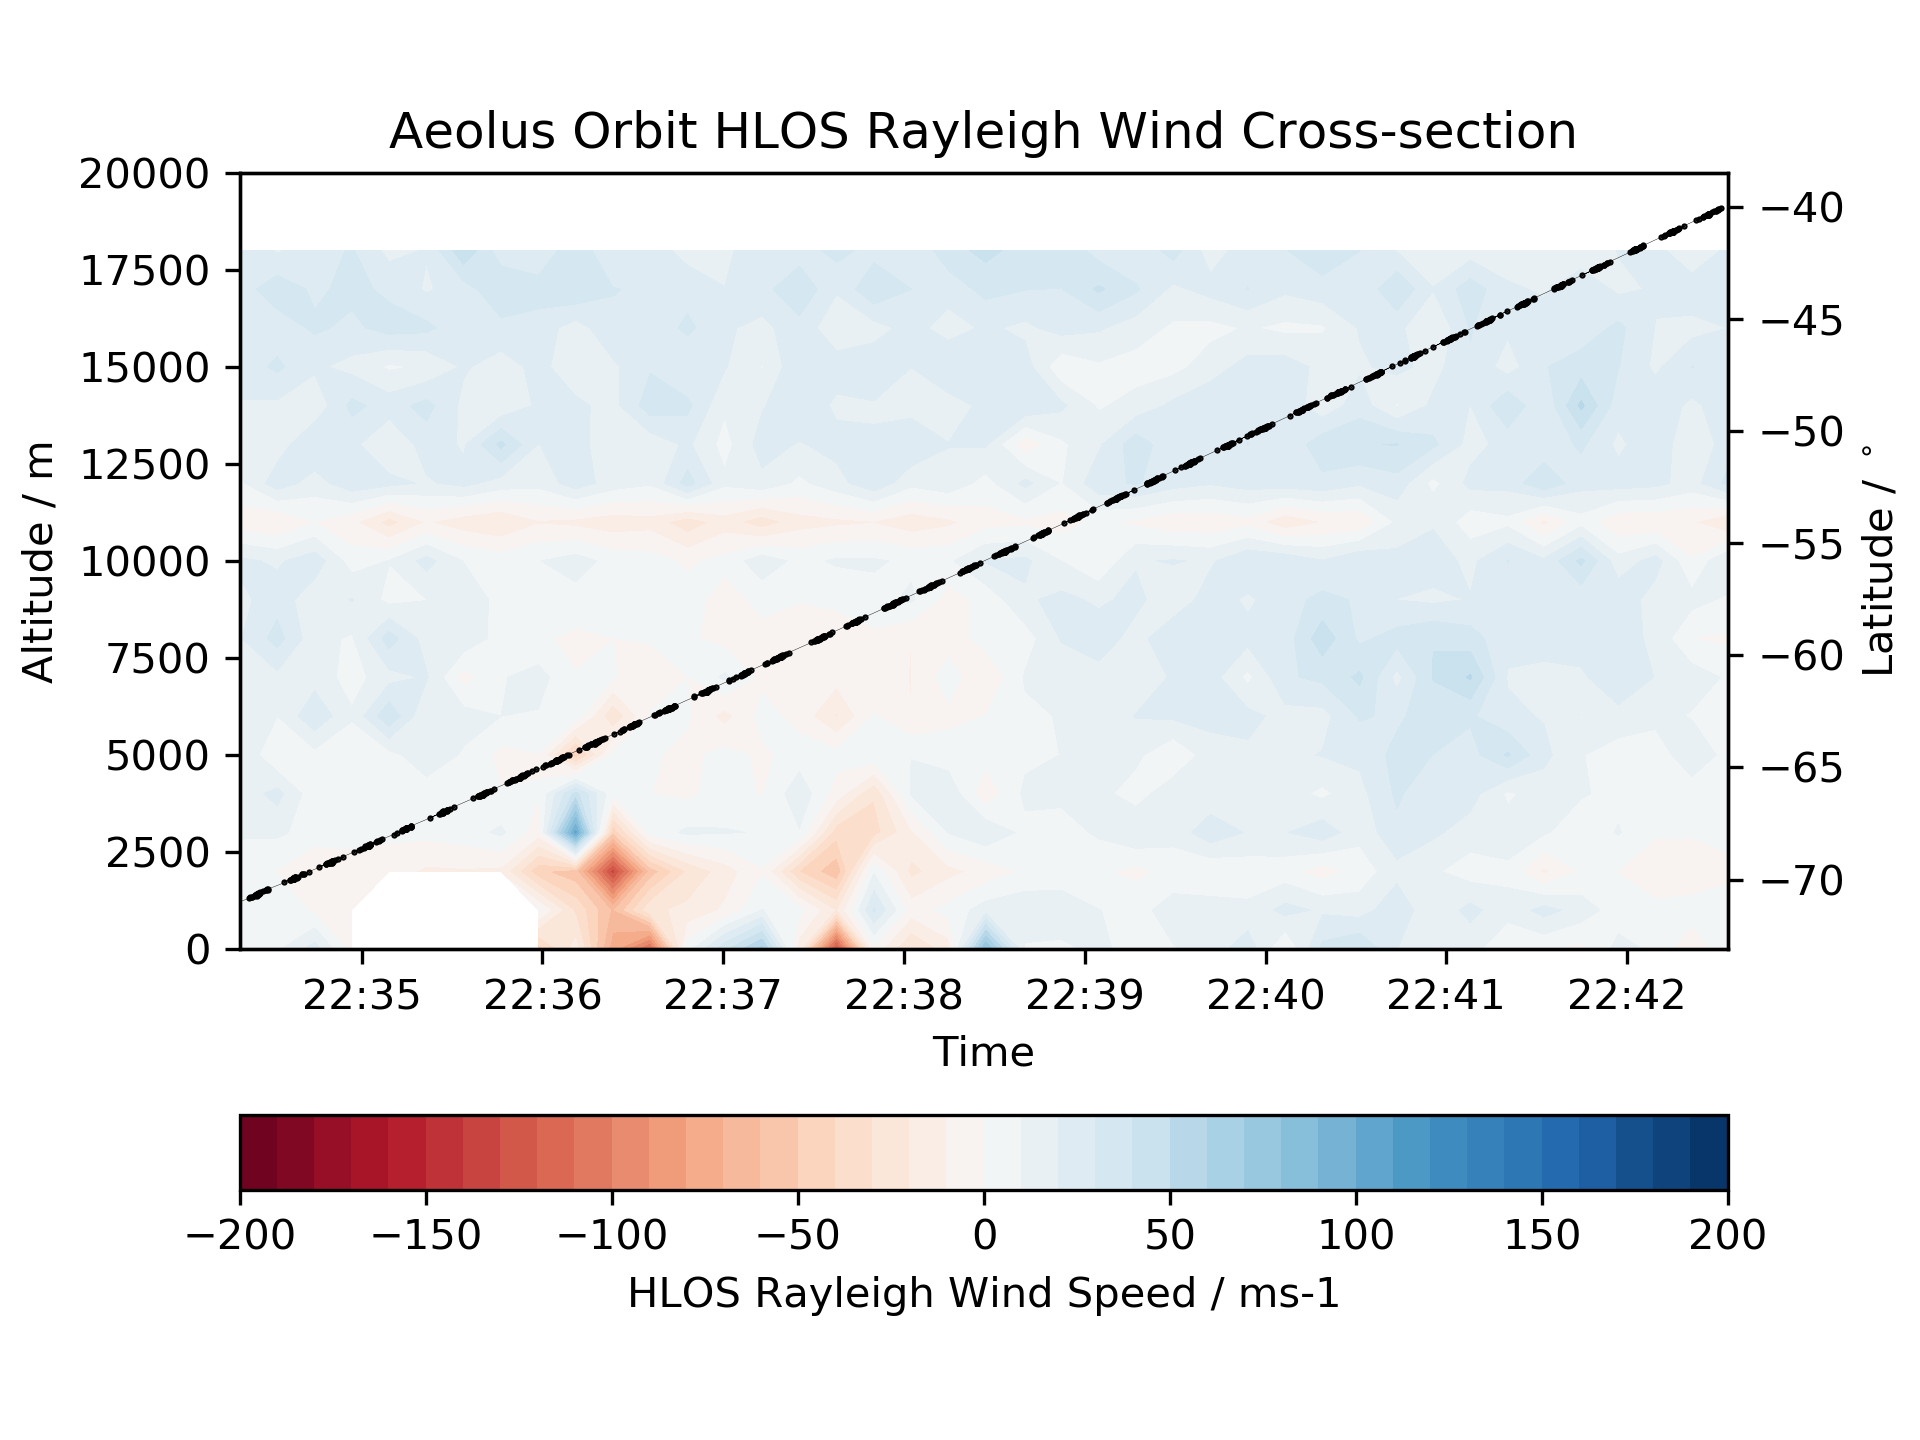 Aeolus Orbit HLOS Rayleigh Wind Cross-section
20000
17500
15000
12500
10000
7500
5000
2500
0
Altitude / m
−40
−45
−50
−55
−60
−65
−70
Latitude / °
22:35 22:36 22:37 22:38 22:39 22:40 22:41 22:42
Time
−200 −150 −100 −50 0 50 100 150 200
HLOS Rayleigh Wind Speed / ms-1